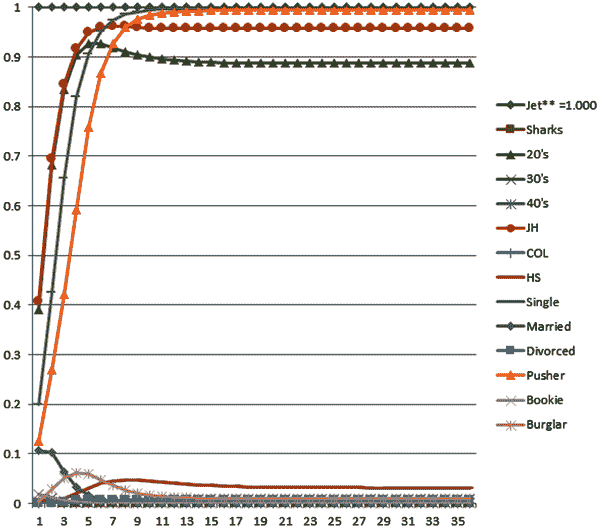 1
0.9
0.8
0.7
0.6
0.5
0.4
0.3
0.2
0.1
0
1 3 5 7 9 11 13 15 17 19 21 23 25 27 29 31 33 35
Jet** =1.000
Sharks
20's
30's
40's
JH
COL
HS
Single
Married
Divorced
Pusher
Bookie
Burglar